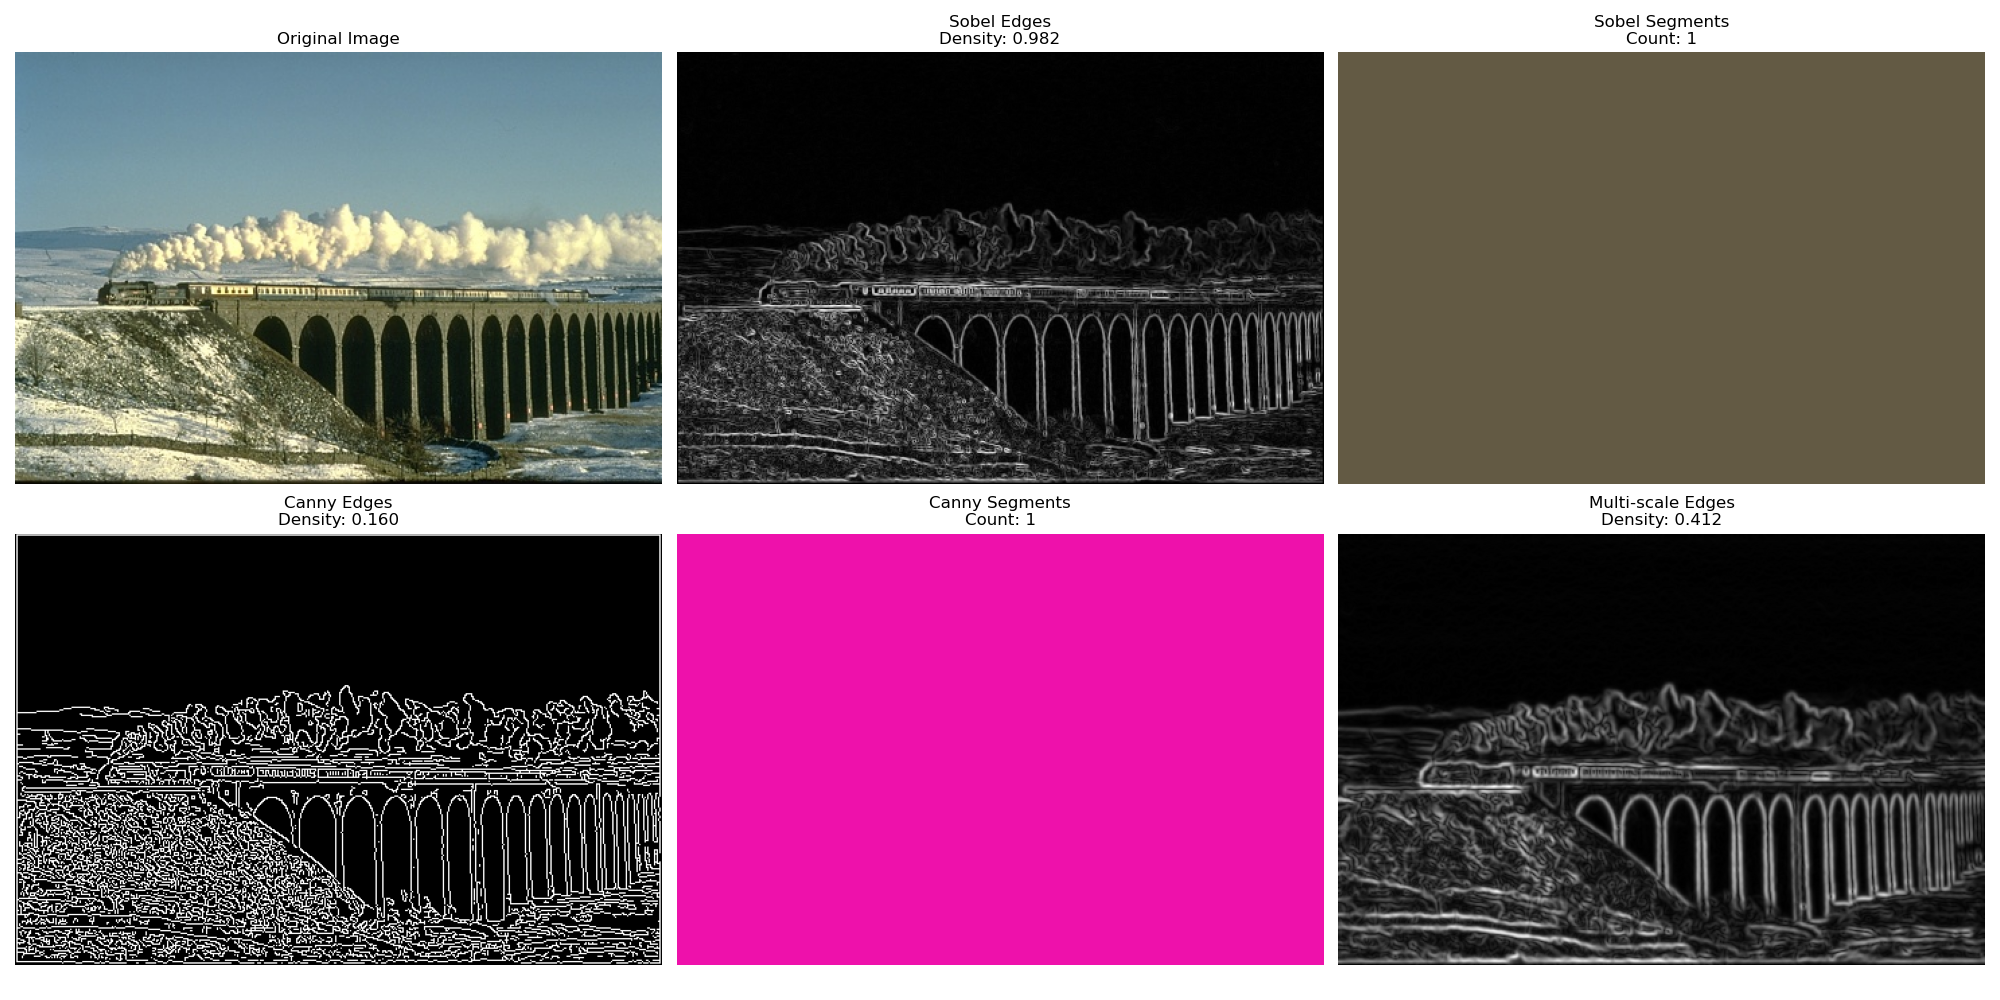 Original Image
Sobel Edges
Density: 0.982
Sobel Segments
Count: 1
Canny Edges
Density: 0.160
Canny Segments
Count: 1
Multi-scale Edges
Density: 0.412